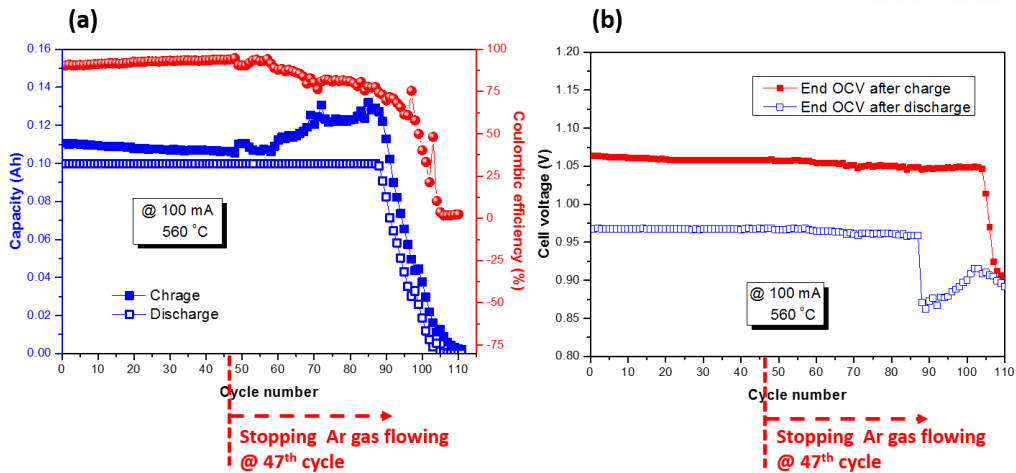 (a)
0.16
0.14
0.12
0.10
0.08
0.06
0.04
0.02
0.00
Capacity (Ah)
100
75
50
25
0
-25
-50
-75
Coulombic efficiency (%)
@ 100 mA
560 °C
Chrage
Discharge
0 10 20 30 40 50 60 70 80 90 100 110
Cycle number
Stopping Ar gas flowing
@ 47th cycle
(b)
1.20
1.15
1.10
1.05
1.00
0.95
0.90
0.85
0.80
Cell voltage (V)
End OCV after charge
End OCV after discharge
@ 100 mA
560 °C
0 10 20 30 40 50 60 70 80 90 100 110
Cycle number
Stopping Ar gas flowing
@ 47th cycle